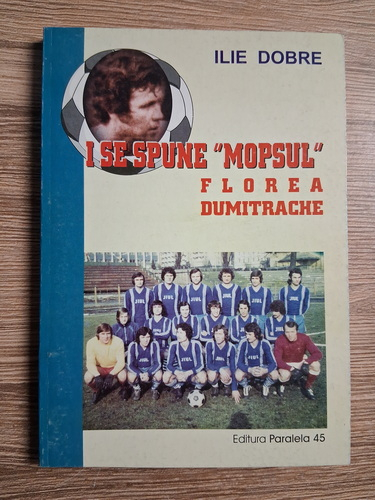 ILIE DOBRE
I SE SPUNE "MOPSUL"
FLOREA
DUMITRACHE
Editura Paralela 45